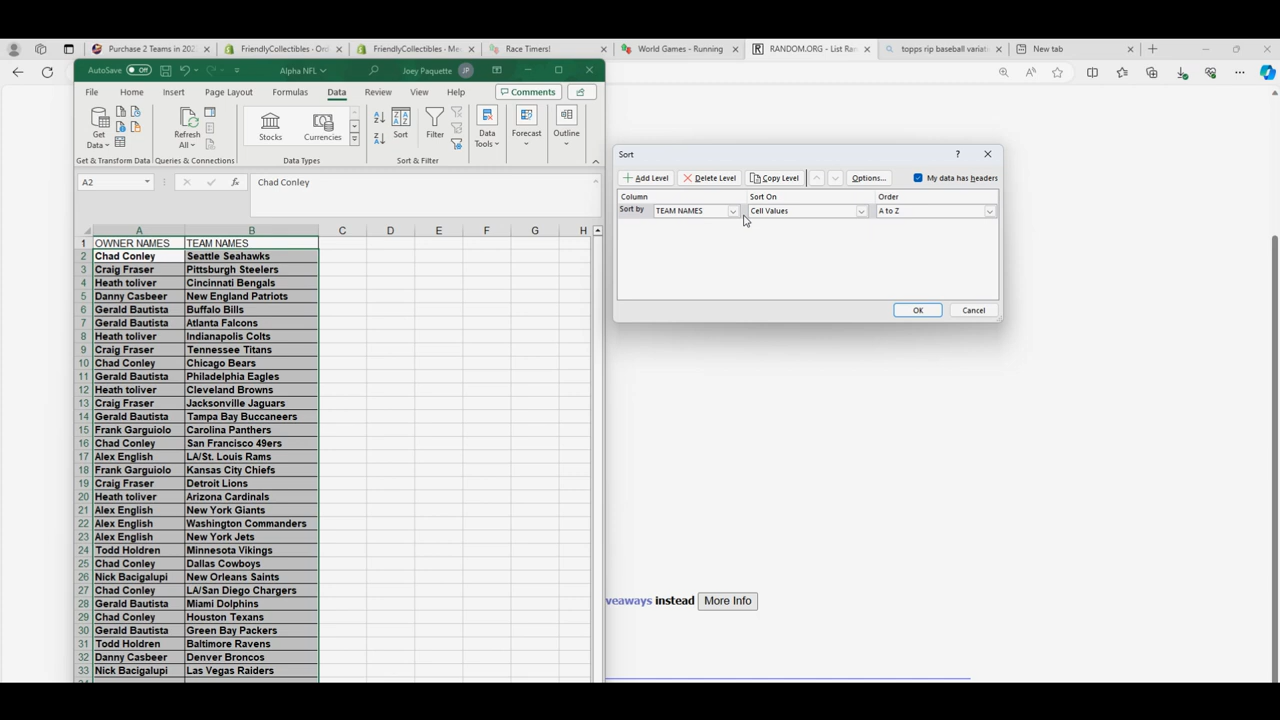 Purchase 2 Teams in 202
FriendlyCollectibles · Ord
FriendlyCollectibles · Me
Race Timers!
World Games - Running
RANDOM.ORG - List Ran
topps rip baseball variati
New tab
AutoSave Off
Alpha NFL
Joey Paquette JP
File Home Insert Page Layout Formulas Data Review View Help
Comments
Get Data
Refresh All
Stocks
Currencies
Sort
Filter
Data Tools
Forecast
Outline
Get & Transform Data
Queries & Connections
Data Types
Sort & Filter
A2
fx
Chad Conley
A B C D E F G H
1 OWNER NAMES TEAM NAMES
2 Chad Conley Seattle Seahawks
3 Craig Fraser Pittsburgh Steelers
4 Heath toliver Cincinnati Bengals
5 Danny Casbeer New England Patriots
6 Gerald Bautista Buffalo Bills
7 Gerald Bautista Atlanta Falcons
8 Heath toliver Indianapolis Colts
9 Craig Fraser Tennessee Titans
10 Chad Conley Chicago Bears
11 Gerald Bautista Philadelphia Eagles
12 Heath toliver Cleveland Browns
13 Craig Fraser Jacksonville Jaguars
14 Gerald Bautista Tampa Bay Buccaneers
15 Frank Garguiolo Carolina Panthers
16 Chad Conley San Francisco 49ers
17 Alex English LA/St. Louis Rams
18 Frank Garguiolo Kansas City Chiefs
19 Craig Fraser Detroit Lions
20 Heath toliver Arizona Cardinals
21 Alex English New York Giants
22 Alex English Washington Commanders
23 Alex English New York Jets
24 Todd Holdren Minnesota Vikings
25 Chad Conley Dallas Cowboys
26 Nick Bacigalupi New Orleans Saints
27 Chad Conley LA/San Diego Chargers
28 Gerald Bautista Miami Dolphins
29 Chad Conley Houston Texans
30 Gerald Bautista Green Bay Packers
31 Todd Holdren Baltimore Ravens
32 Danny Casbeer Denver Broncos
33 Nick Bacigalupi Las Vegas Raiders
Sort
?
Add Level
Delete Level
Copy Level
Options...
My data has headers
Column Sort On Order
Sort by TEAM NAMES Cell Values A to Z
OK
Cancel
veaways instead More Info